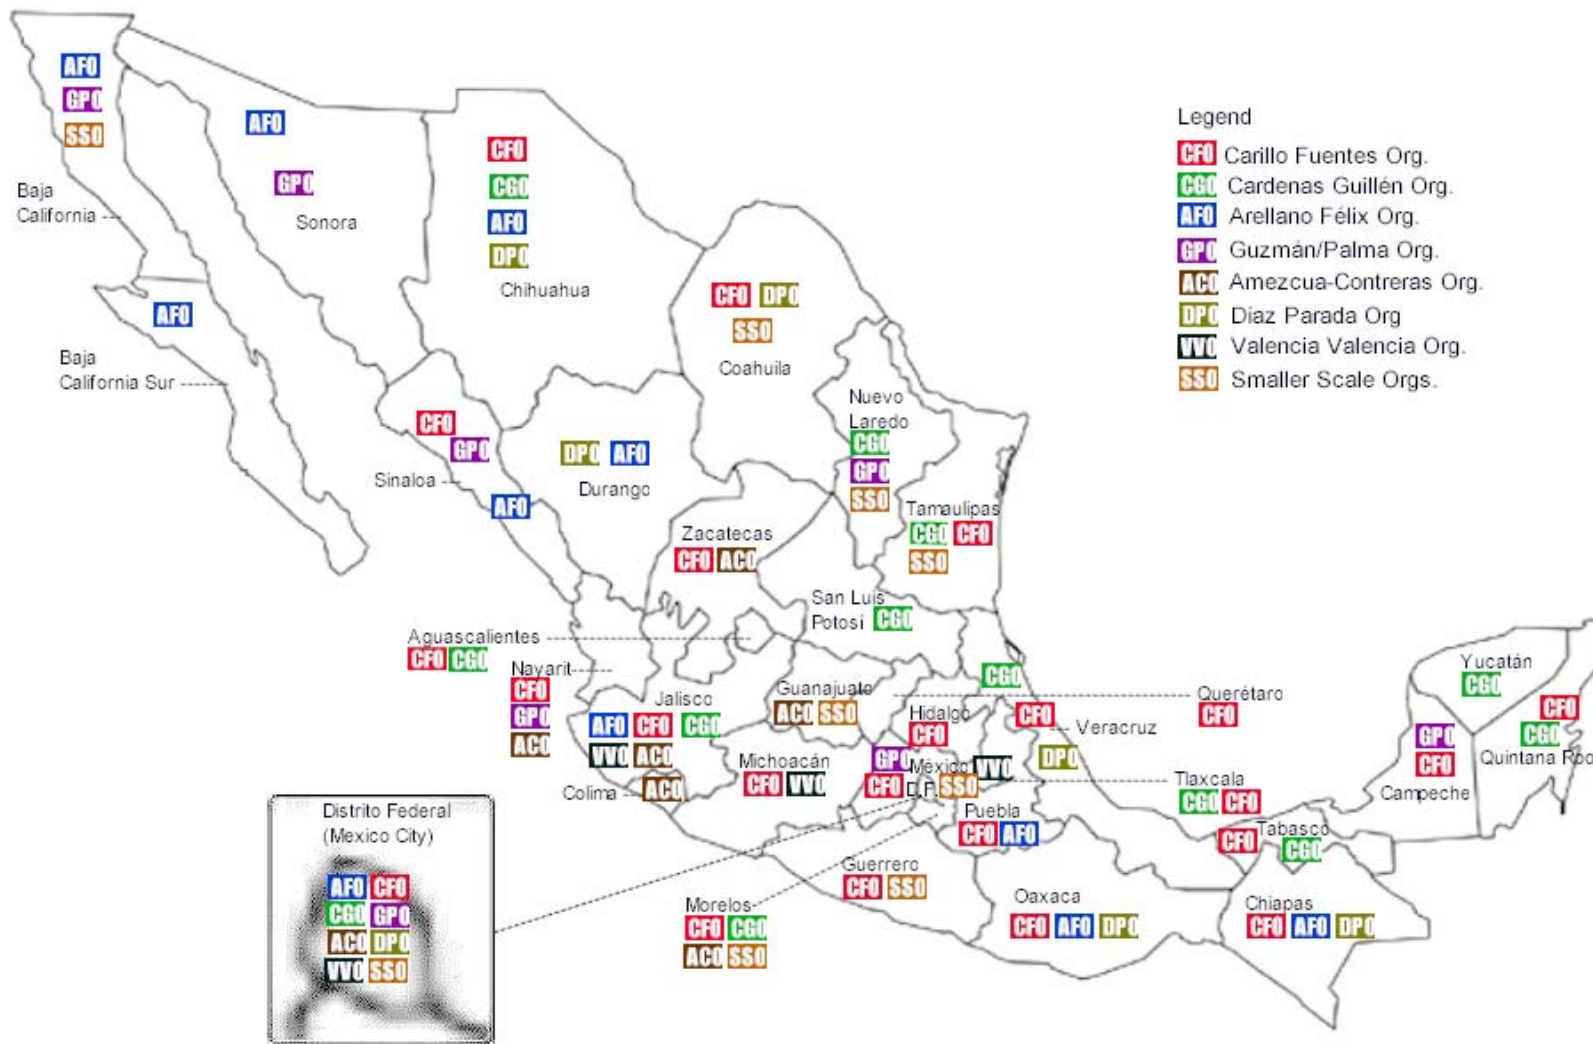 AFO
GPO
SSO
Baja
California
AFO
GPO
Sonora
CFO
CGO
AFO
DPO
Chihuahua
Legend
CFO Carillo Fuentes Org.
CGO Cardenas Guillén Org.
AFO Arellano Félix Org.
GPO Guzmán/Palma Org.
ACO Amezcua-Contreras Org.
DPO Díaz Parada Org
VVO Valencia Valencia Org.
SSO Smaller Scale Orgs.
AFO
Baja
California Sur
CFO DPO
SSO
Coahuila
Nuevo
Laredo
CGO
GPO
SSO
CFO
GPO
Sinaloa
AFO
DPO AFO
Durango
Zacatecas
CFO ACO
Tamaulipas
CGO CFO
SSO
San Luis
Potosí CGO
Aguascalientes
CFO CGO
Nayarit
CFO
GPO
ACO
Jalisco
AFO CFO CGO
VVO ACO
Guanajuato
ACO SSO
CGO
Querétaro
CFO
Hidalgo
CFO
CFO
Veracruz
DPO
Yucatán
CGO
CFO
CGO
Quintana Roo
GPO
CFO
Campeche
Colima ACO
Michoacán
CFO VVO
GPO
México VVO
CFO D.F. SSO
Tlaxcala
CGO CFO
Puebla
CFO AFO
CFO Tabasco
CGO
Guerrero
CFO SSO
Morelos
CFO CGO
ACO SSO
Oaxaca
CFO AFO DPO
Chiapas
CFO AFO DPO
Distrito Federal
(Mexico City)
AFO CFO
CGO GPO
ACO DPO
VVO SSO